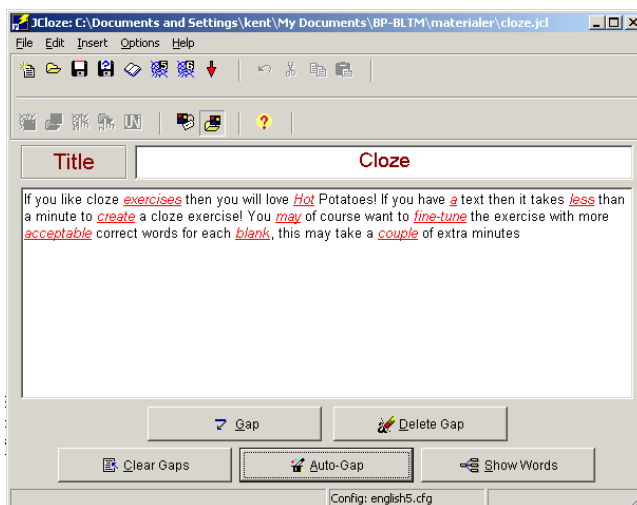 JCloze: C:\Documents and Settings\kent\My Documents\BP-BLTM\materialer\cloze.jcl
File Edit Insert Options Help
Title
Cloze
If you like cloze exercises then you will love Hot Potatoes! If you have a text then it takes less than
a minute to create a cloze exercise! You may of course want to fine-tune the exercise with more
acceptable correct words for each blank, this may take a couple of extra minutes
Gap
Delete Gap
Clear Gaps
Auto-Gap
Show Words
Config: english5.cfg